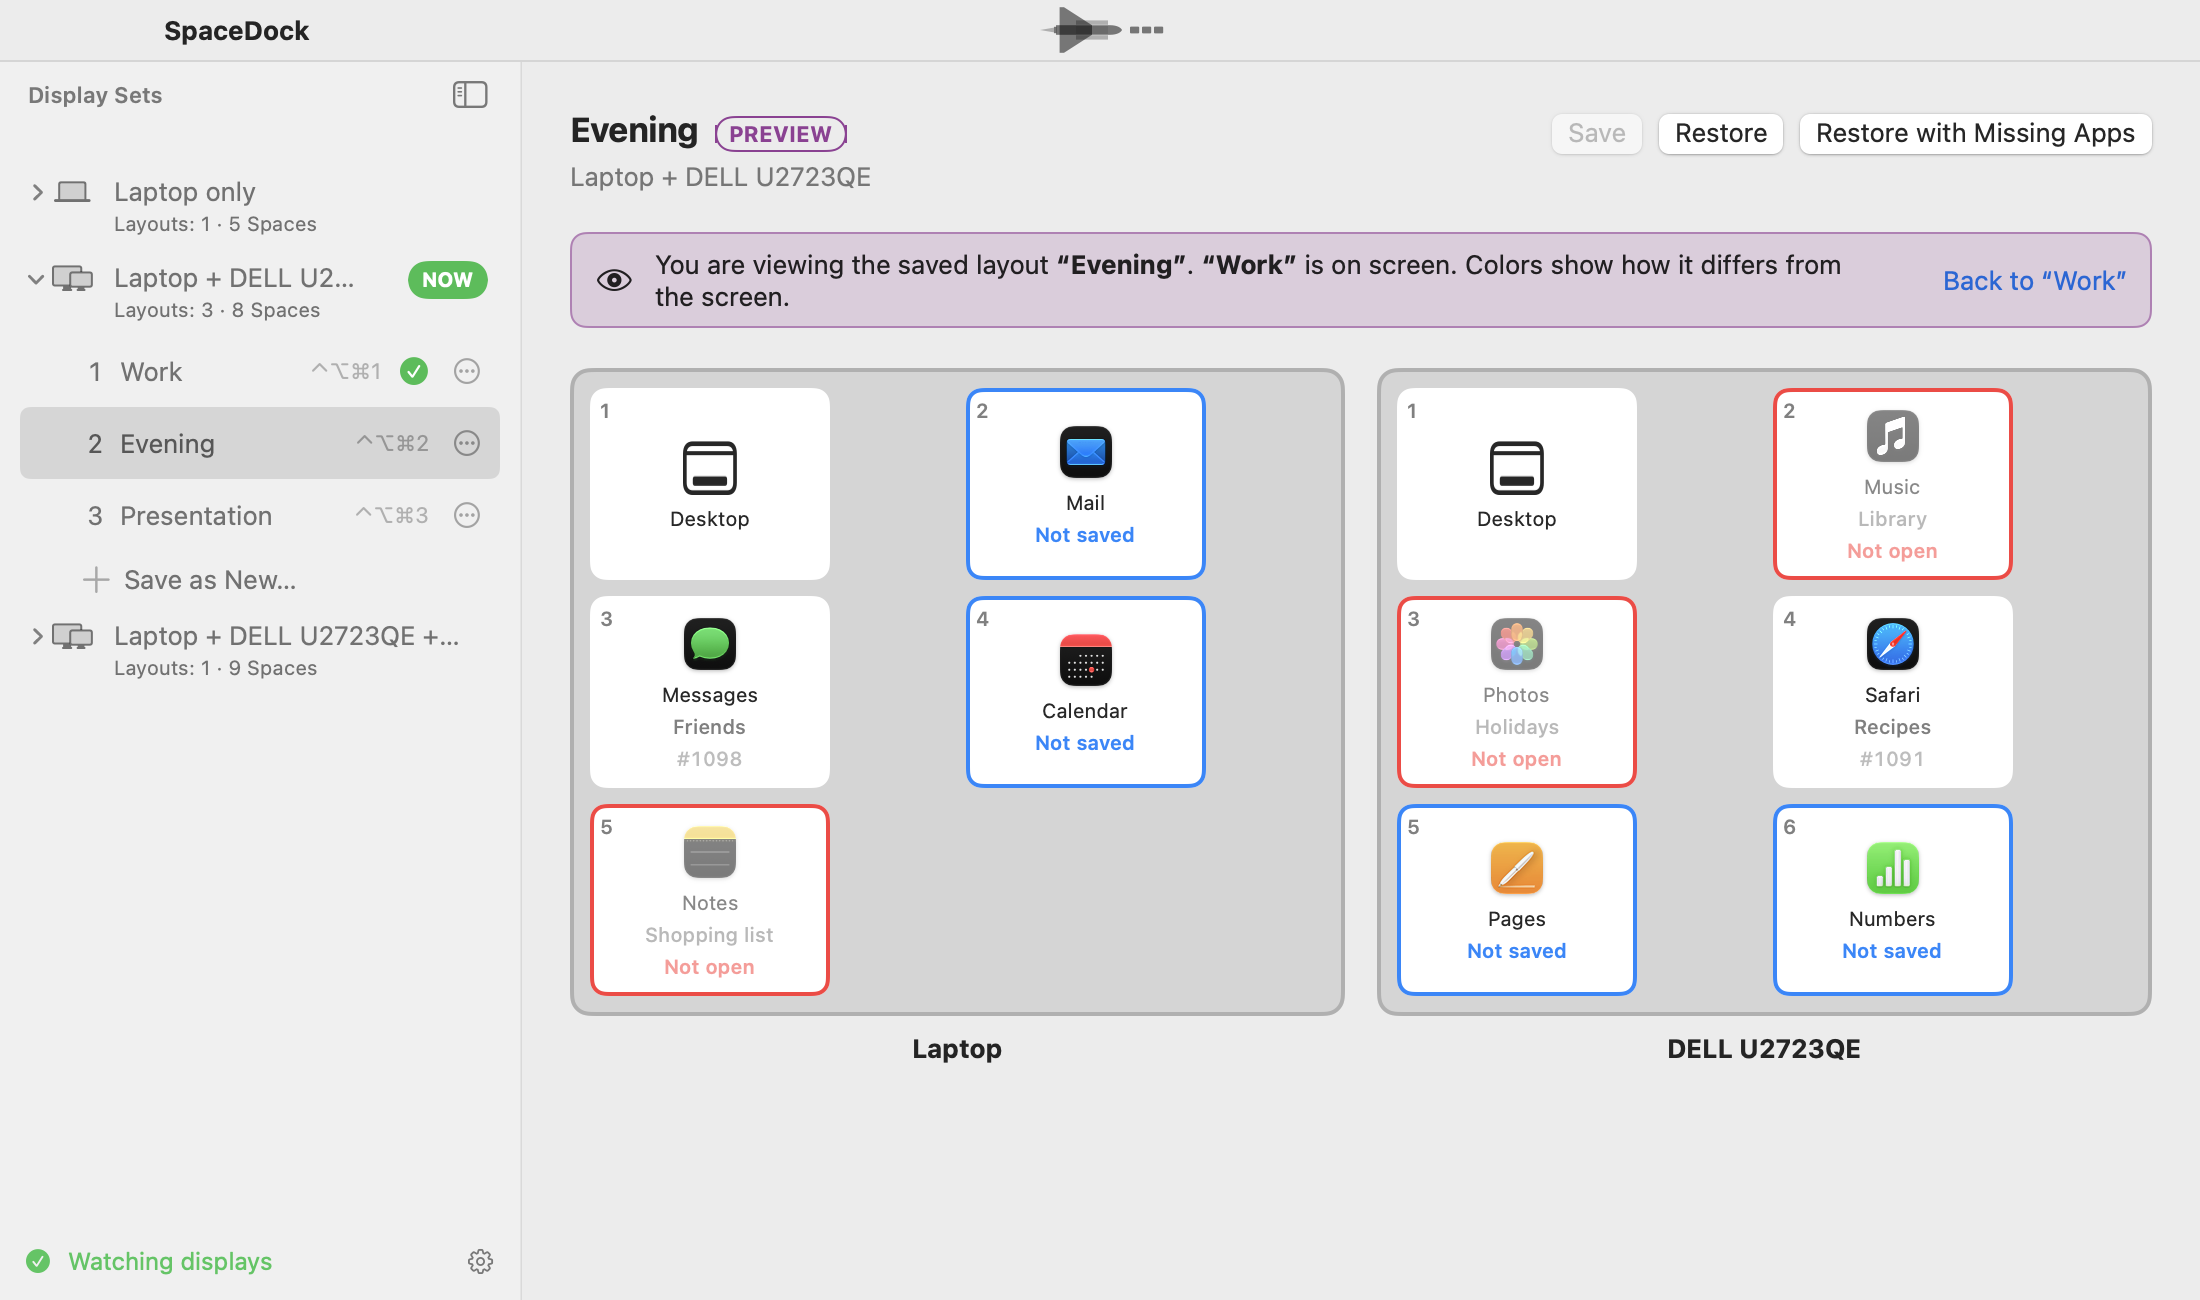 SpaceDock
Display Sets
Laptop only
Layouts: 1 · 5 Spaces
Laptop + DELL U2...
NOW
Layouts: 3 · 8 Spaces
1 Work ^⌥⌘1
2 Evening ^⌥⌘2
3 Presentation ^⌥⌘3
Save as New...
Laptop + DELL U2723QE +...
Layouts: 1 · 9 Spaces
Watching displays
Evening
PREVIEW
Laptop + DELL U2723QE
Save
Restore
Restore with Missing Apps
You are viewing the saved layout “Evening”. “Work” is on screen. Colors show how it differs from
the screen.
Back to “Work”
1
Desktop
2
Mail
Not saved
3
Messages
Friends
#1098
4
Calendar
Not saved
5
Notes
Shopping list
Not open
Laptop
1
Desktop
2
Music
Library
Not open
3
Photos
Holidays
Not open
4
Safari
Recipes
#1091
5
Pages
Not saved
6
Numbers
Not saved
DELL U2723QE